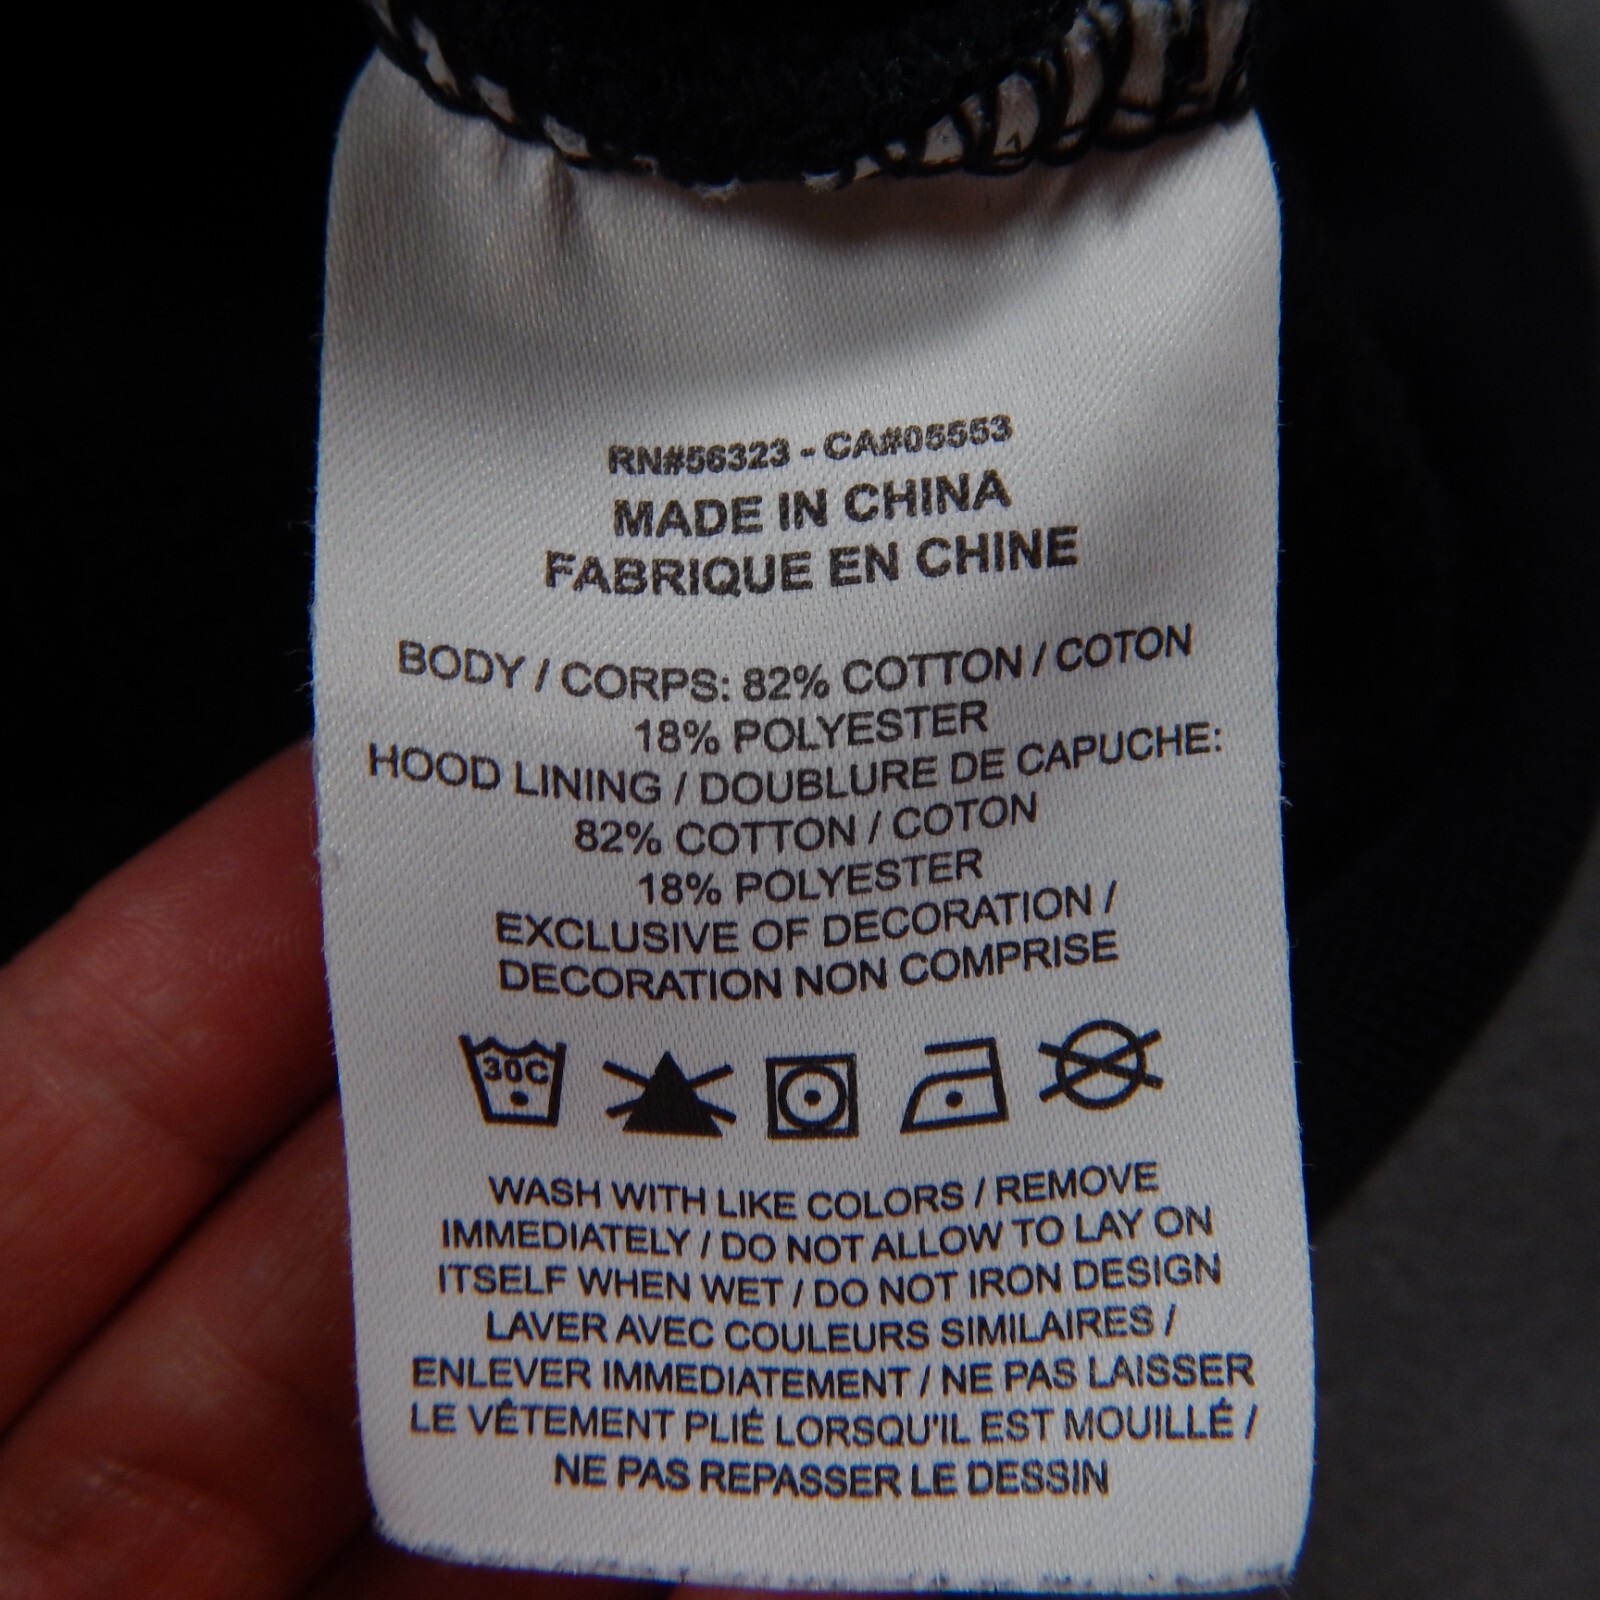 RN#56323 - CA#05553
MADE IN CHINA
FABRIQUE EN CHINE
BODY / CORPS: 82% COTTON / COTON
18% POLYESTER
HOOD LINING / DOUBLURE DE CAPUCHE:
82% COTTON / COTON
18% POLYESTER
EXCLUSIVE OF DECORATION /
DECORATION NON COMPRISE
30C
WASH WITH LIKE COLORS / REMOVE
IMMEDIATELY / DO NOT ALLOW TO LAY ON
ITSELF WHEN WET / DO NOT IRON DESIGN
LAVER AVEC COULEURS SIMILAIRES /
ENLEVER IMMEDIATEMENT / NE PAS LAISSER
LE VÊTEMENT PLIÉ LORSQU'IL EST MOUILLÉ /
NE PAS REPASSER LE DESSIN